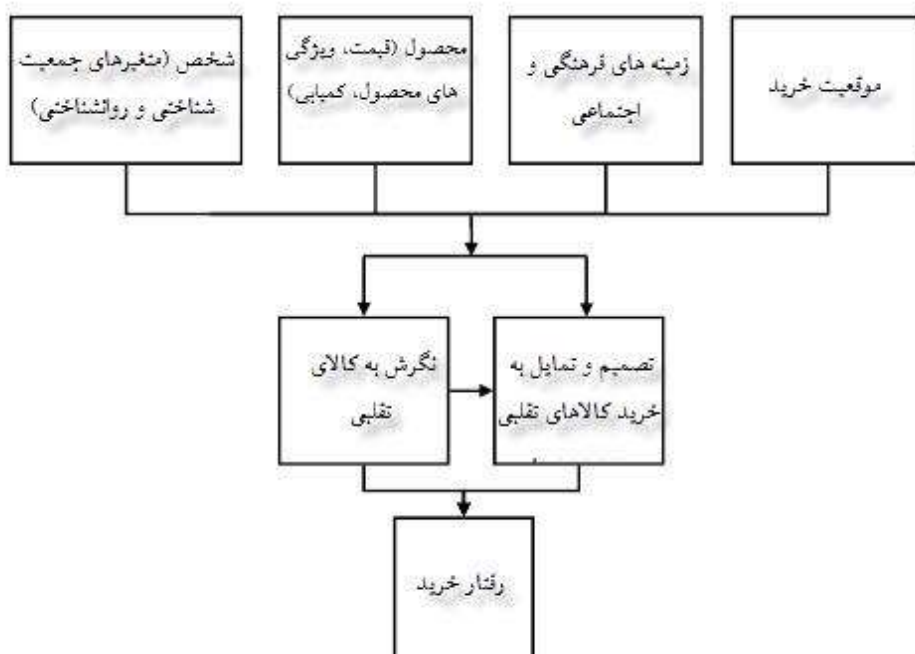 موقعیت خرید
زمینه های فرهنگی و
اجتماعی
محصول (قیمت، ویژگی
های محصول، کمیابی)
شخص (متغیرهای جمعیت
شناختی و روانشناختی)
تصمیم و تمایل به
خرید کالاهای تقلبی
نگرش به کالای
تقلبی
رفتار خرید